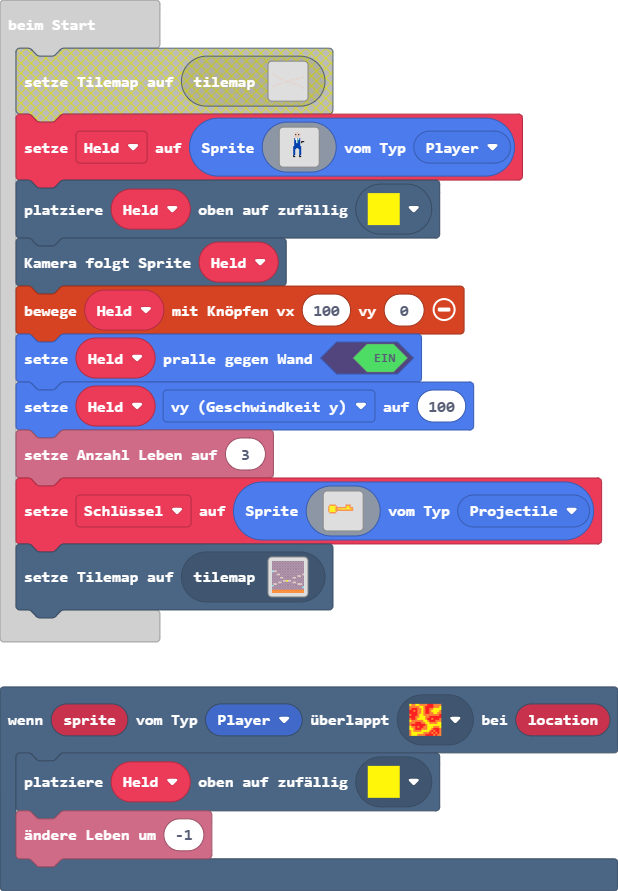 beim Start
setze Tilemap auf tilemap
setze Held auf Sprite vom Typ Player
platziere Held oben auf zufällig
Kamera folgt Sprite Held
bewege Held mit Knöpfen vx 100 vy 0
setze Held pralle gegen Wand EIN
setze Held vy (Geschwindkeit y) auf 100
setze Anzahl Leben auf 3
setze Schlüssel auf Sprite vom Typ Projectile
setze Tilemap auf tilemap
wenn sprite vom Typ Player überlappt bei location
platziere Held oben auf zufällig
ändere Leben um -1